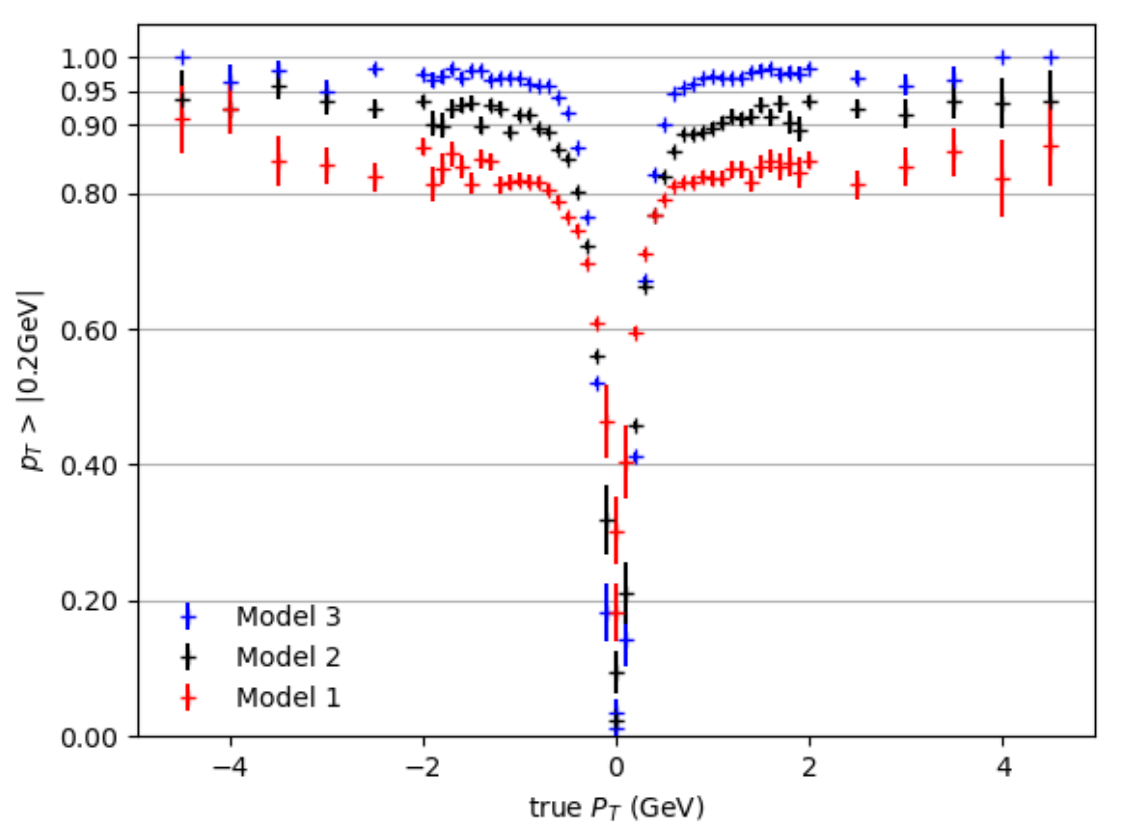 1.00
0.95
0.90
0.80
0.60
0.40
0.20
0.00
p_T > |0.2GeV|
Model 3
Model 2
Model 1
−4 −2 0 2 4
true P_T (GeV)